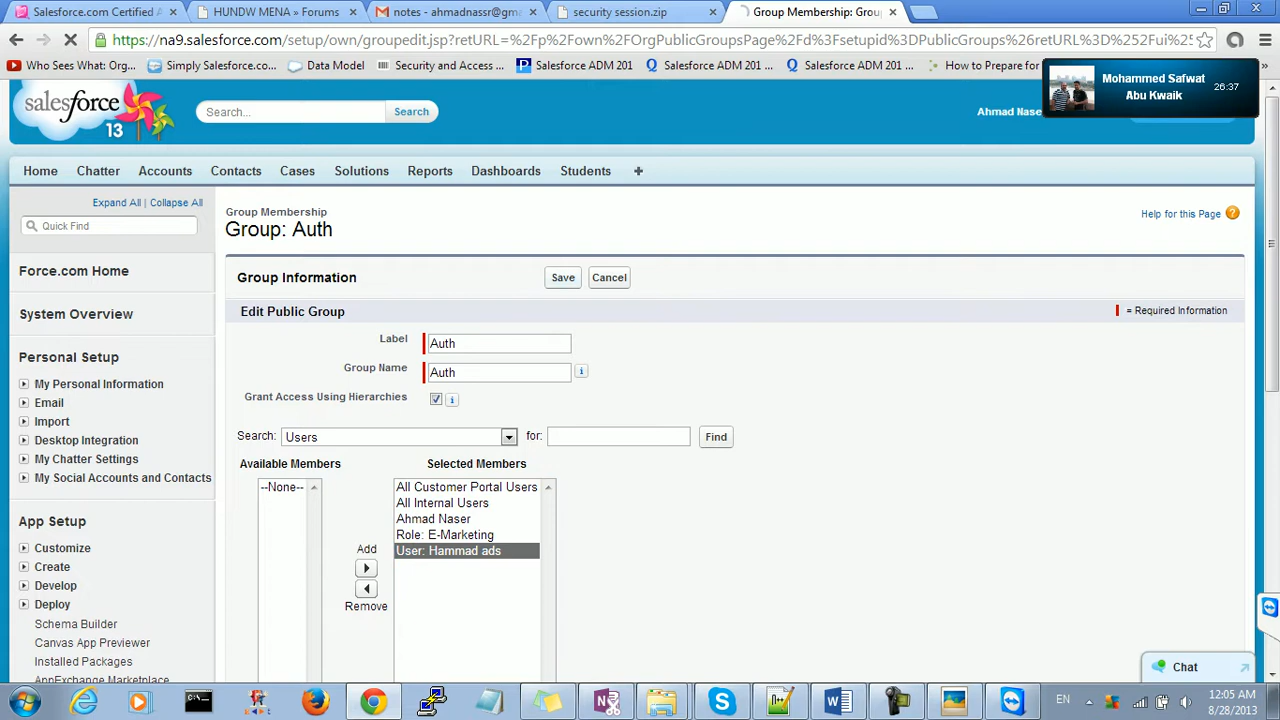 Salesforce.com Certified A
HUNDW MENA » Forums
notes - ahmadnassr@gma
security session.zip
Group Membership: Grou
https://na9.salesforce.com/setup/own/groupedit.jsp?retURL=%2Fp%2Fown%2FOrgPublicGroupsPage%2Fd%3Fsetupid%3DPublicGroups%26retURL%3D%252Fui%25
Who Sees What: Org...
Simply Salesforce.co...
Data Model
Security and Access...
Salesforce ADM 201
Salesforce ADM 201 ...
Salesforce ADM 201 ...
How to Prepare for
Mohammed Safwat
Abu Kwaik
26:37
salesforce
13
Search...
Search
Ahmad Nase
Home
Chatter
Accounts
Contacts
Cases
Solutions
Reports
Dashboards
Students
+
Expand All | Collapse All
Quick Find
Force.com Home
System Overview
Personal Setup
My Personal Information
Email
Import
Desktop Integration
My Chatter Settings
My Social Accounts and Contacts
App Setup
Customize
Create
Develop
Deploy
Schema Builder
Canvas App Previewer
Installed Packages
AppExchange Marketplace
Group Membership
Group: Auth
Help for this Page
Group Information
Save
Cancel
Edit Public Group
= Required Information
Label
Auth
Group Name
Auth
Grant Access Using Hierarchies
Search:
Users
for:
Find
Available Members
Selected Members
--None--
All Customer Portal Users
All Internal Users
Ahmad Naser
Role: E-Marketing
User: Hammad ads
Add
Remove
Chat
EN
12:05 AM
8/28/2013